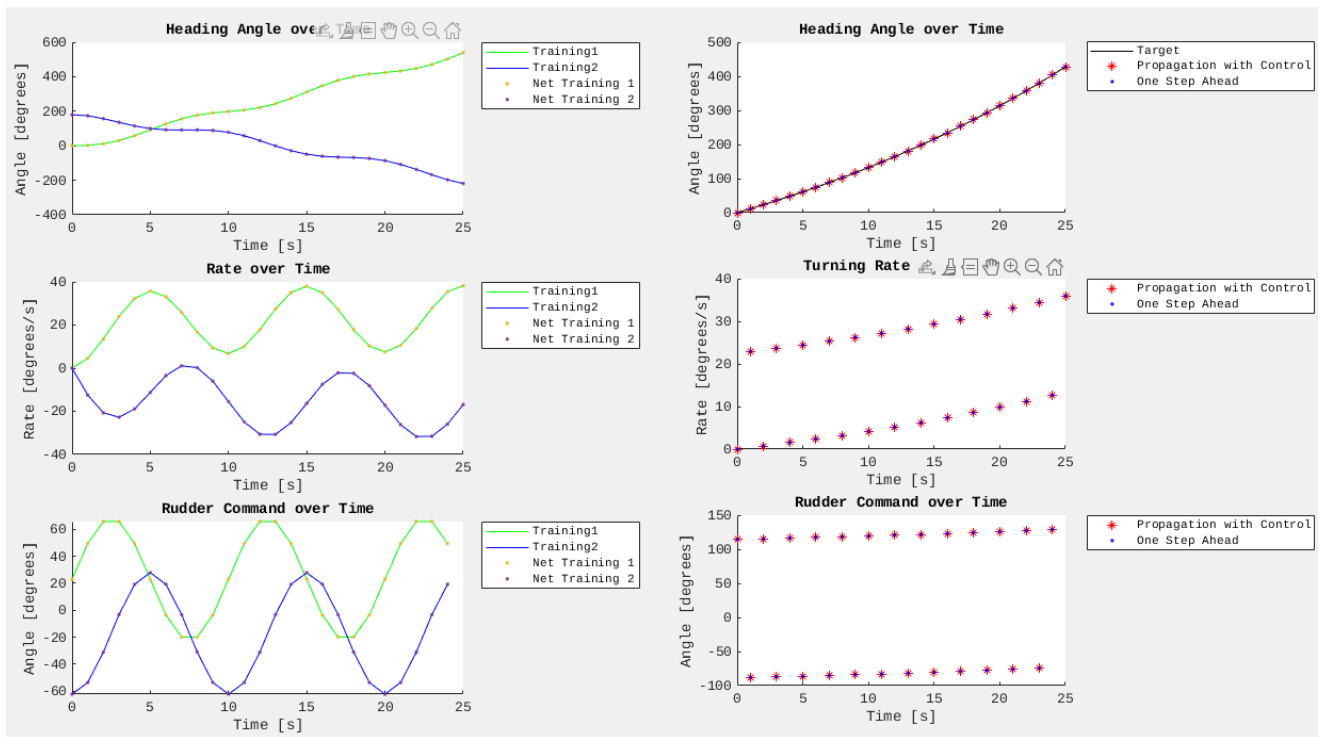 Heading Angle over Time
600
400
200
0
-200
-400
Angle [degrees]
0 5 10 15 20 25
Time [s]
Training1
Training2
Net Training 1
Net Training 2
Rate over Time
40
20
0
-20
-40
Rate [degrees/s]
0 5 10 15 20 25
Time [s]
Training1
Training2
Net Training 1
Net Training 2
Rudder Command over Time
60
40
20
0
-20
-40
-60
Angle [degrees]
0 5 10 15 20 25
Time [s]
Training1
Training2
Net Training 1
Net Training 2
Heading Angle over Time
500
400
300
200
100
0
Angle [degrees]
0 5 10 15 20 25
Time [s]
Target
Propagation with Control
One Step Ahead
Turning Rate
40
30
20
10
0
Rate [degrees/s]
0 5 10 15 20 25
Time [s]
Propagation with Control
One Step Ahead
Rudder Command over Time
150
100
50
0
-50
-100
Angle [degrees]
0 5 10 15 20 25
Time [s]
Propagation with Control
One Step Ahead